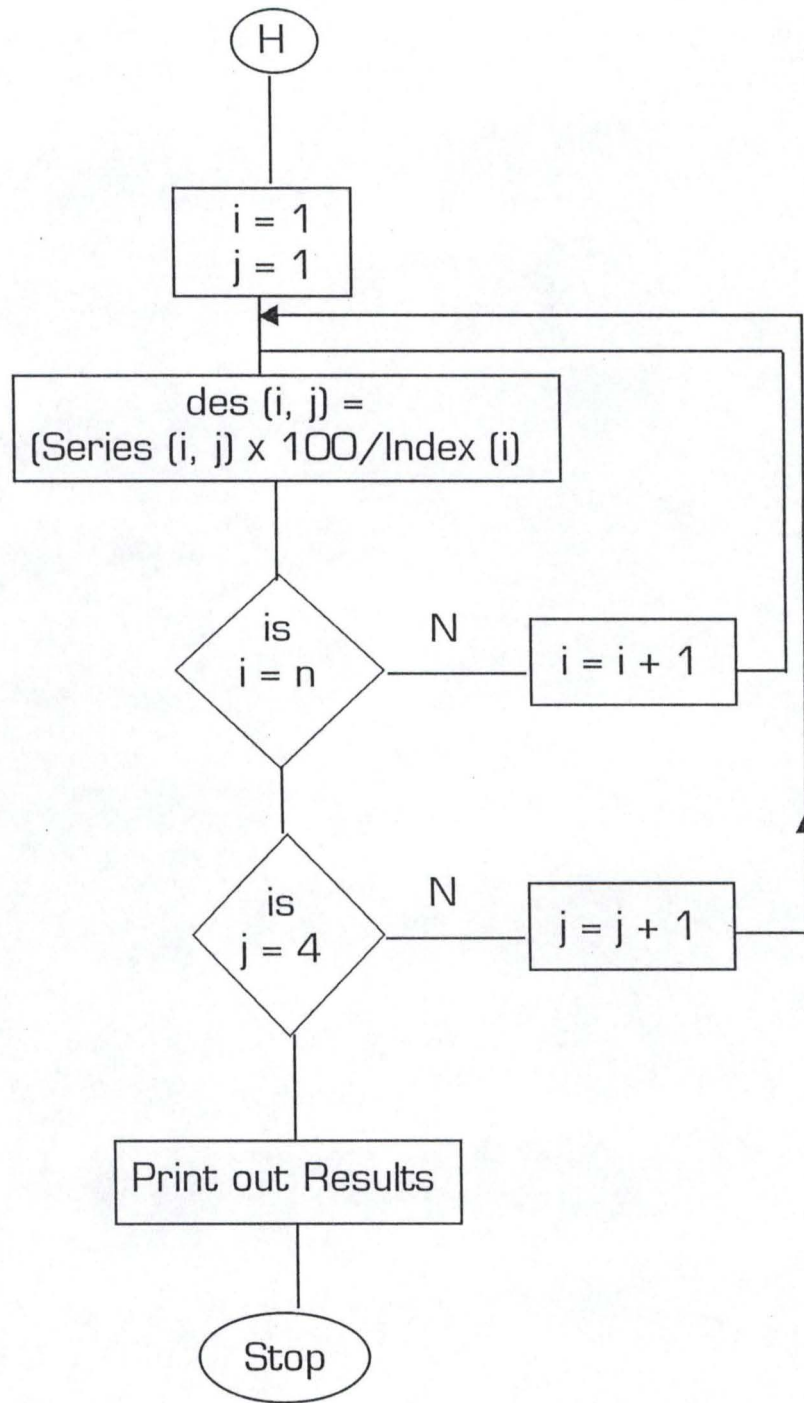 H
i = 1
j = 1
des (i, j) =
(Series (i, j) x 100/Index (i)
is
i = n
N
i = i + 1
is
j = 4
N
j = j + 1
Print out Results
Stop